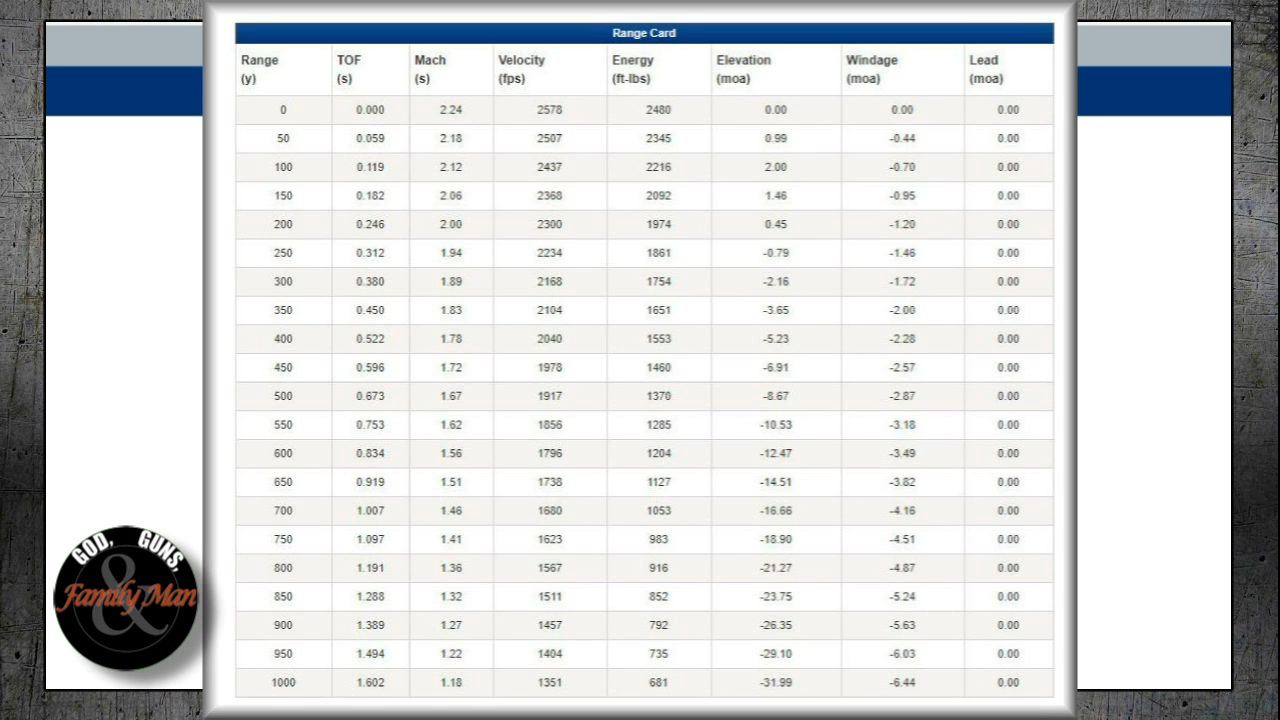 Range Card
Range (y) TOF (s) Mach (s) Velocity (fps) Energy (ft-lbs) Elevation (moa) Windage (moa) Lead (moa)
0 0.000 2.24 2578 2480 0.00 0.00 0.00
50 0.059 2.18 2507 2345 0.99 -0.44 0.00
100 0.119 2.12 2437 2216 2.00 -0.70 0.00
150 0.182 2.06 2368 2092 1.46 -0.95 0.00
200 0.246 2.00 2300 1974 0.45 -1.20 0.00
250 0.312 1.94 2234 1861 -0.79 -1.46 0.00
300 0.380 1.89 2168 1754 -2.16 -1.72 0.00
350 0.450 1.83 2104 1651 -3.65 -2.00 0.00
400 0.522 1.78 2040 1553 -5.23 -2.28 0.00
450 0.596 1.72 1978 1460 -6.91 -2.57 0.00
500 0.673 1.67 1917 1370 -8.67 -2.87 0.00
550 0.753 1.62 1856 1285 -10.53 -3.18 0.00
600 0.834 1.56 1796 1204 -12.47 -3.49 0.00
650 0.919 1.51 1738 1127 -14.51 -3.82 0.00
700 1.007 1.46 1680 1053 -16.66 -4.16 0.00
750 1.097 1.41 1623 983 -18.90 -4.51 0.00
800 1.191 1.36 1567 916 -21.27 -4.87 0.00
850 1.288 1.32 1511 852 -23.75 -5.24 0.00
900 1.389 1.27 1457 792 -26.35 -5.63 0.00
950 1.494 1.22 1404 735 -29.10 -6.03 0.00
1000 1.602 1.18 1351 681 -31.99 -6.44 0.00
GOD, GUNS,
&
Family Man